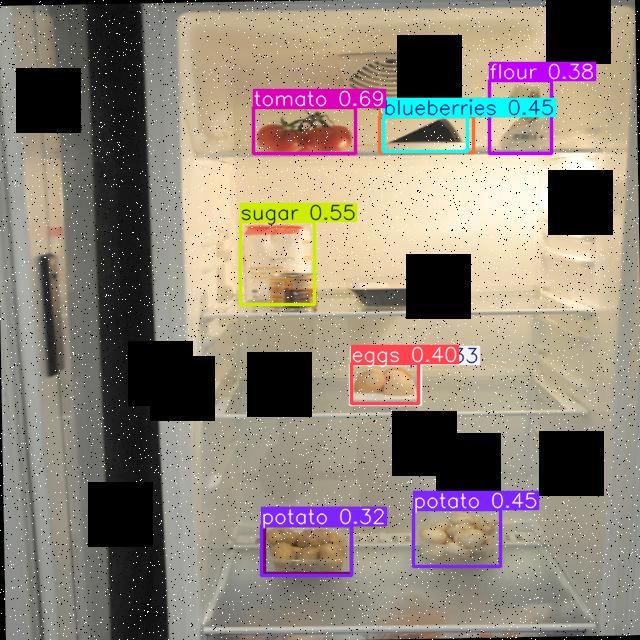 flour 0.38
tomato 0.69
blueberries 0.45
sugar 0.55
eggs 0.40
33
potato 0.45
potato 0.32